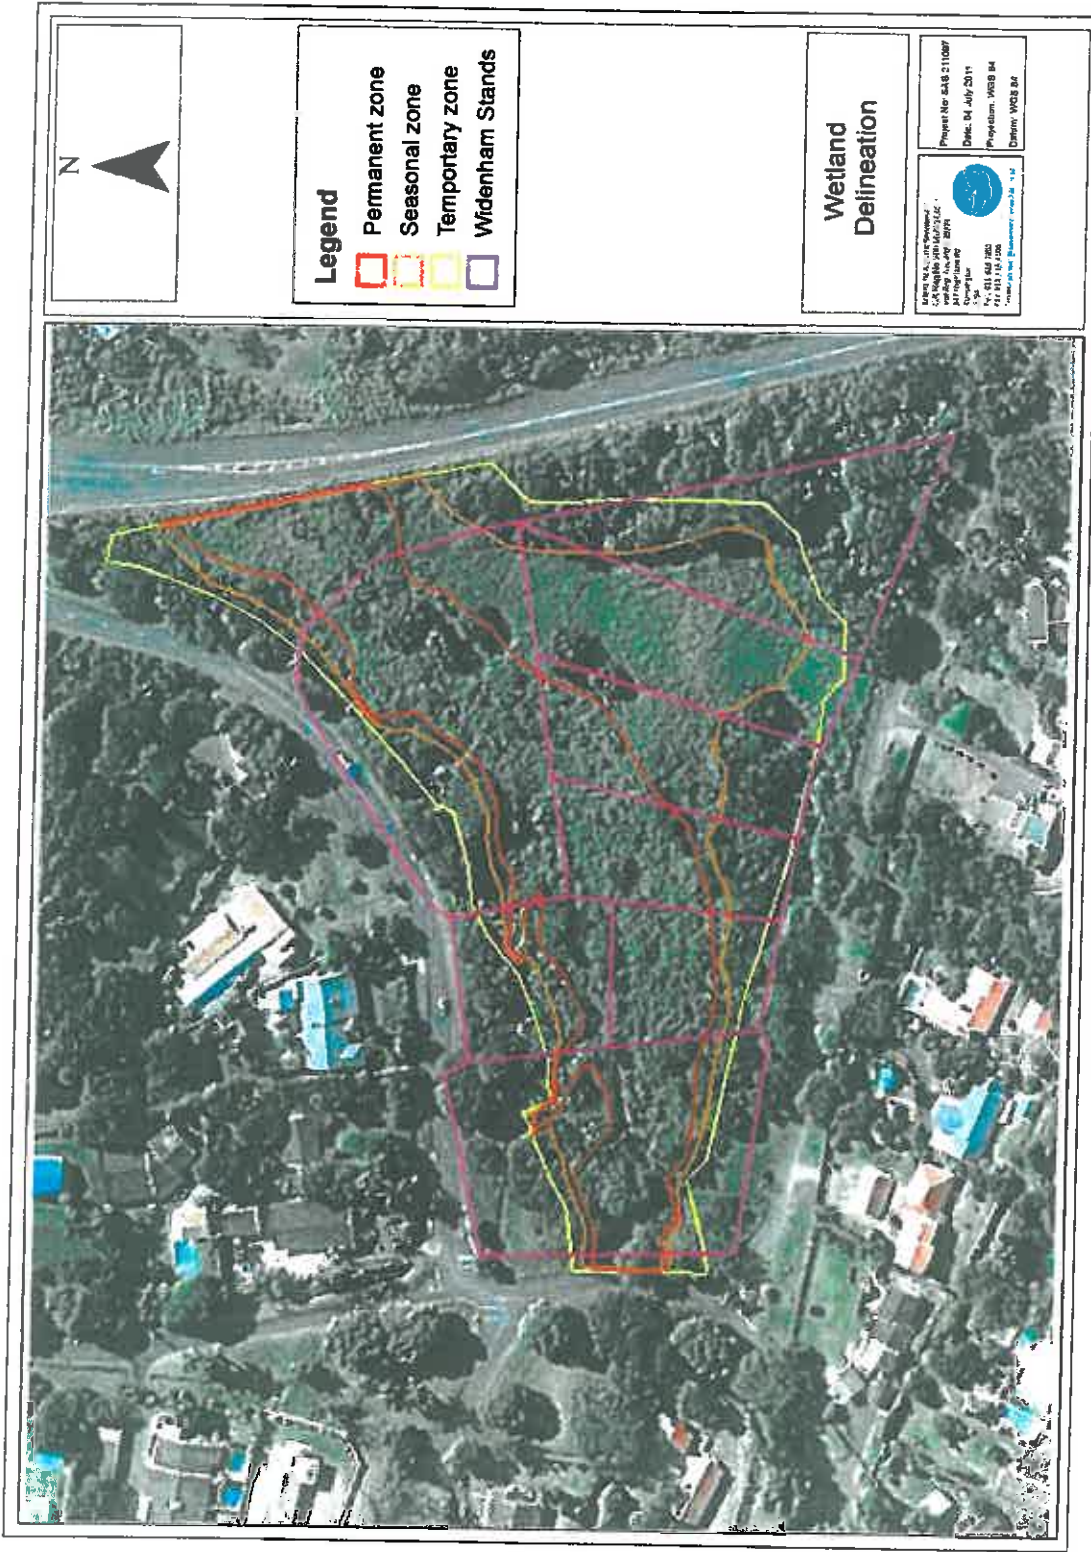 N
Legend
Permanent zone
Seasonal zone
Temportary zone
Widenham Stands
Wetland
Delineation
Project No: SAS 211087
Date: 04 July 2011
Projection: WGS 84
Datum: WGS 84